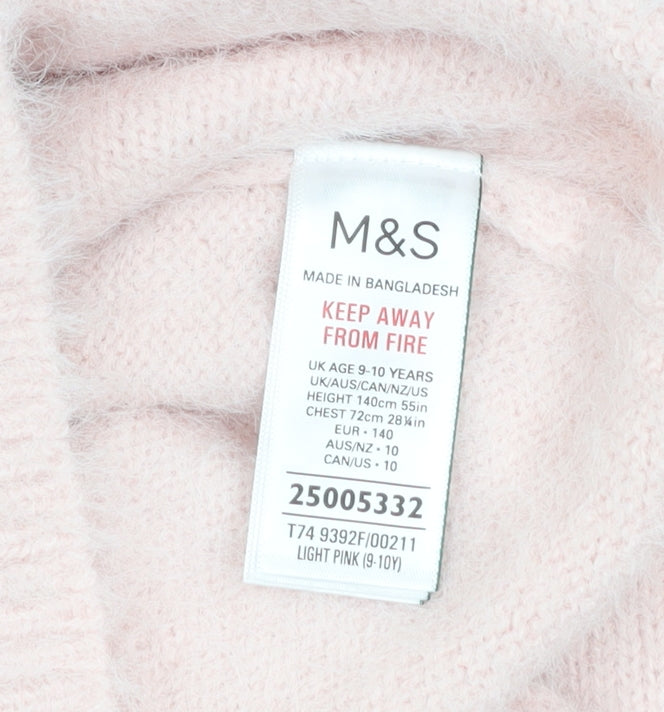 M&S
MADE IN BANGLADESH
KEEP AWAY
FROM FIRE
UK AGE 9-10 YEARS
UK/AUS/CAN/NZ/US
HEIGHT 140cm 55in
CHEST 72cm 28¼in
EUR • 140
AUS/NZ • 10
CAN/US • 10
25005332
T74 9392F/00211
LIGHT PINK (9-10Y)